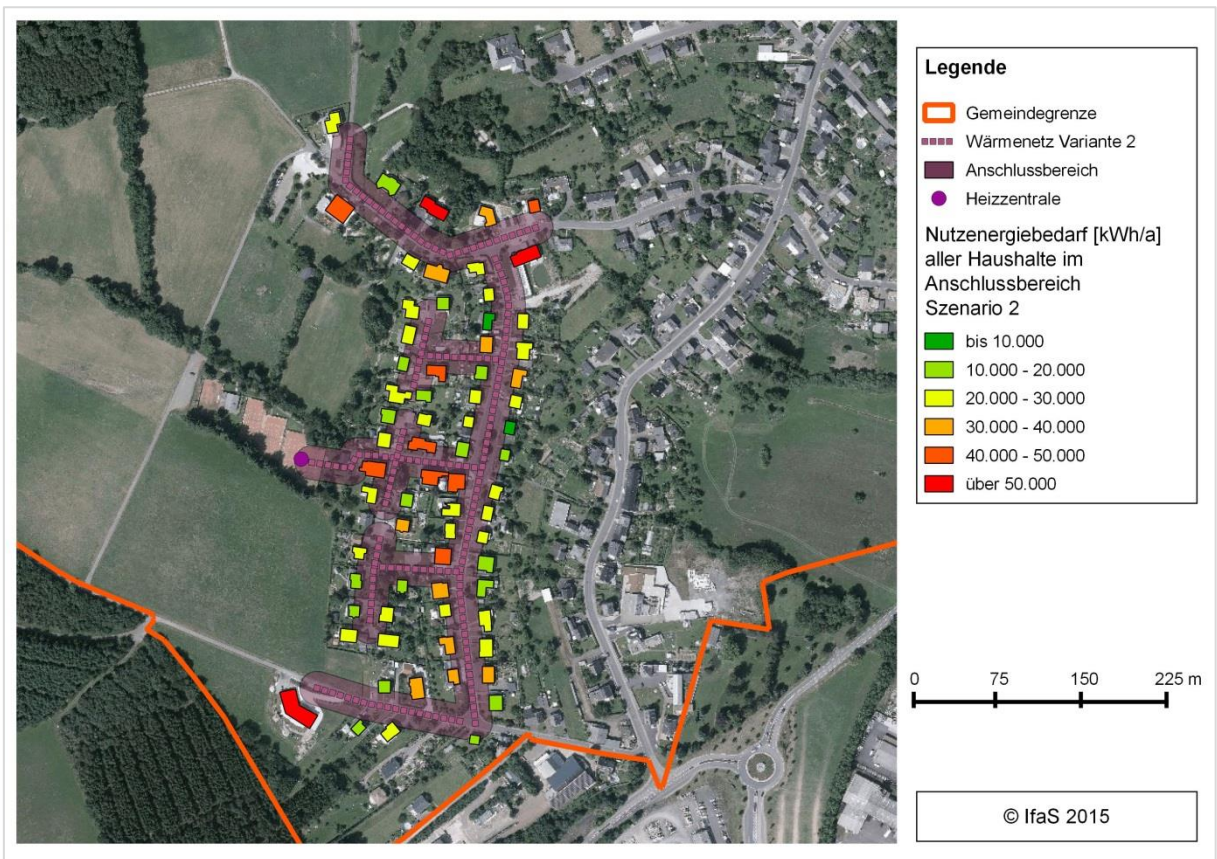 Legende
Gemeindegrenze
Wärmenetz Variante 2
Anschlussbereich
Heizzentrale
Nutzenergiebedarf [kWh/a]
aller Haushalte im
Anschlussbereich
Szenario 2
bis 10.000
10.000 - 20.000
20.000 - 30.000
30.000 - 40.000
40.000 - 50.000
über 50.000
0 75 150 225 m
© IfaS 2015